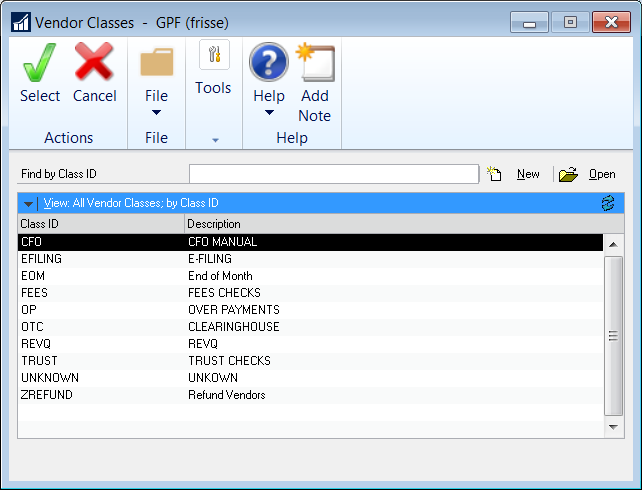 Vendor Classes  -  GPF (frisse)
Select Cancel File Tools Help Add Note
Actions File Help
Find by Class ID New Open
View: All Vendor Classes; by Class ID
Class ID Description
CFO CFO MANUAL
EFILING E-FILING
EOM End of Month
FEES FEES CHECKS
OP OVER PAYMENTS
OTC CLEARINGHOUSE
REVQ REVQ
TRUST TRUST CHECKS
UNKNOWN UNKOWN
ZREFUND Refund Vendors